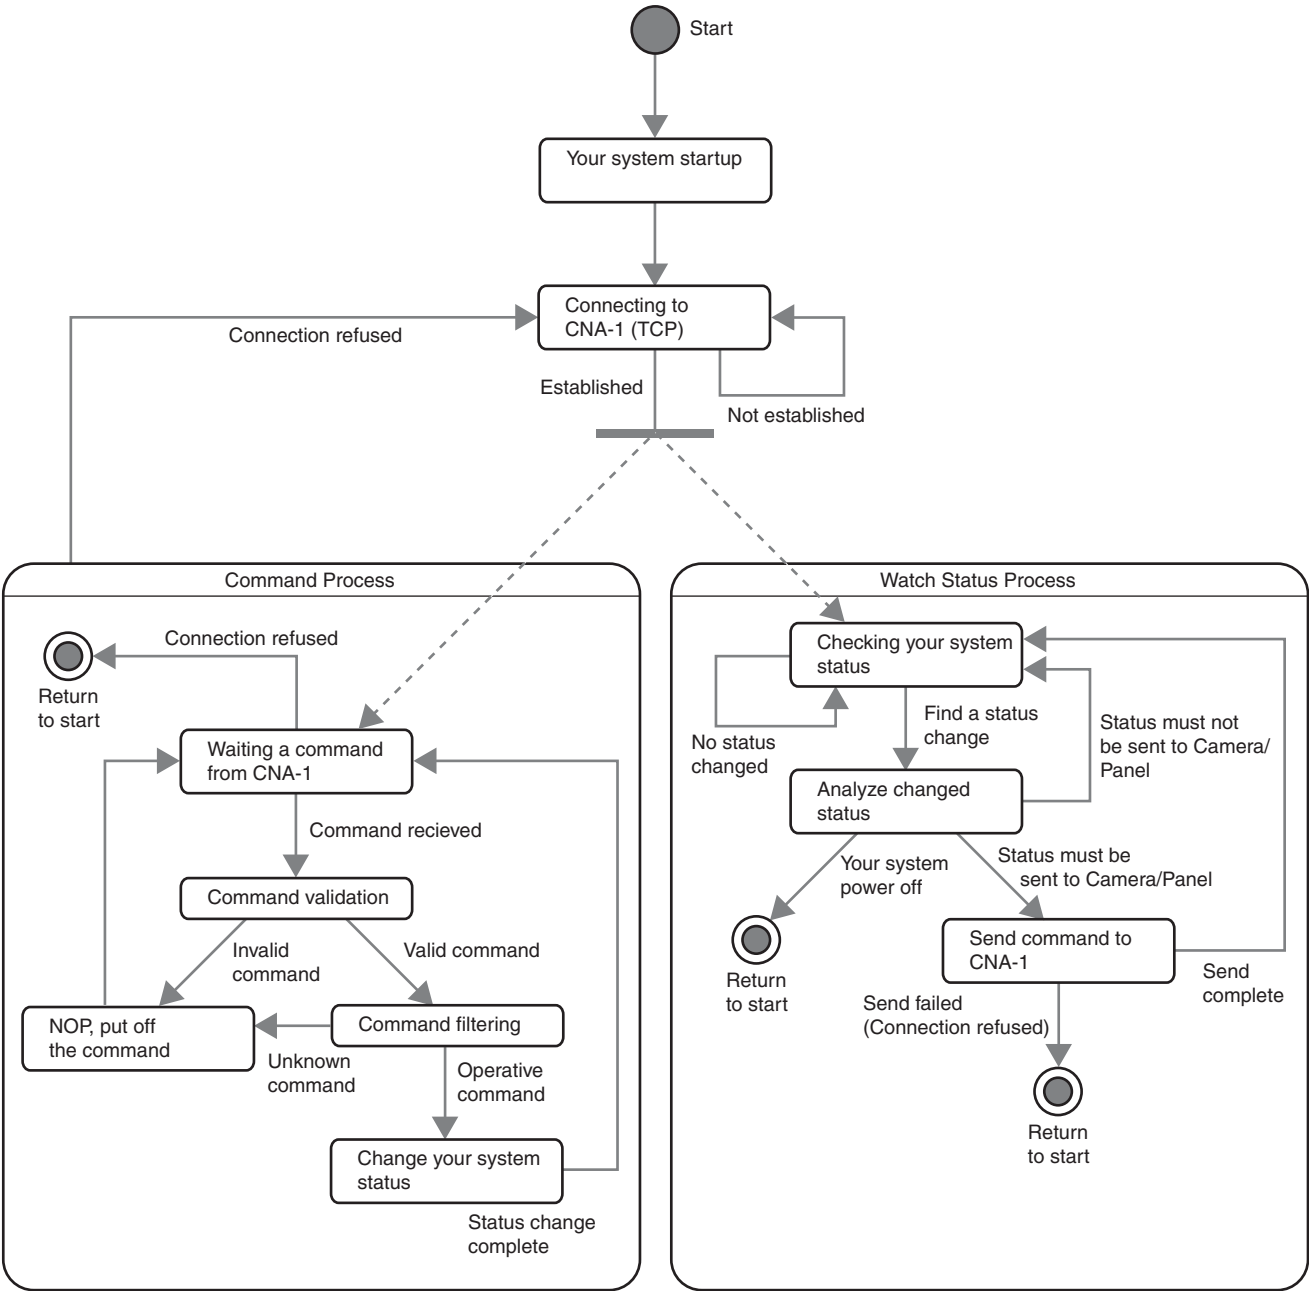 Start
Your system startup
Connecting to
CNA-1 (TCP)
Connection refused
Established
Not established
Command Process
Connection refused
Return
to start
Waiting a command
from CNA-1
Command recieved
Command validation
Invalid
command
Valid command
NOP, put off
the command
Command filtering
Unknown
command
Operative
command
Change your system
status
Status change
complete
Watch Status Process
Checking your system
status
No status
changed
Find a status
change
Status must not
be sent to Camera/
Panel
Analyze changed
status
Your system
power off
Status must be
sent to Camera/Panel
Return
to start
Send command to
CNA-1
Send
complete
Send failed
(Connection refused)
Return
to start